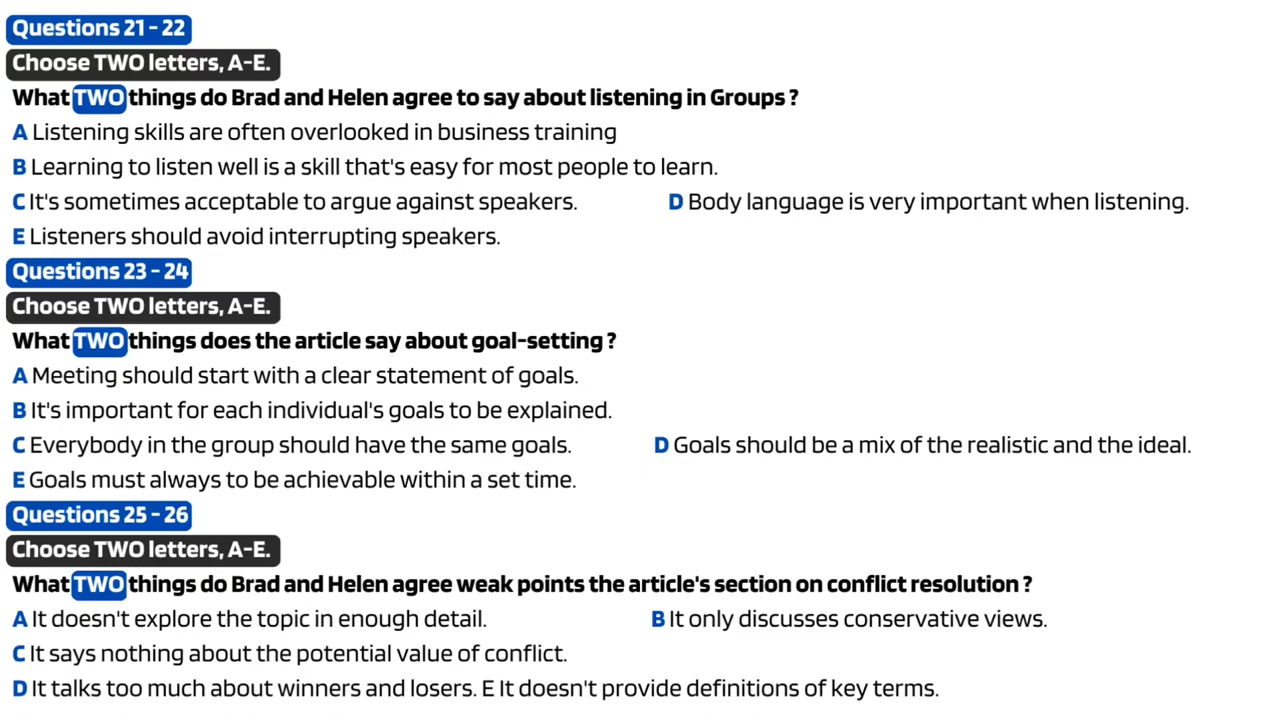 Questions 21 - 22
Choose TWO letters, A-E.
What TWO things do Brad and Helen agree to say about listening in Groups ?
A Listening skills are often overlooked in business training
B Learning to listen well is a skill that's easy for most people to learn.
C It's sometimes acceptable to argue against speakers. D Body language is very important when listening.
E Listeners should avoid interrupting speakers.
Questions 23 - 24
Choose TWO letters, A-E.
What TWO things does the article say about goal-setting ?
A Meeting should start with a clear statement of goals.
B It's important for each individual's goals to be explained.
C Everybody in the group should have the same goals. D Goals should be a mix of the realistic and the ideal.
E Goals must always to be achievable within a set time.
Questions 25 - 26
Choose TWO letters, A-E.
What TWO things do Brad and Helen agree weak points the article's section on conflict resolution ?
A It doesn't explore the topic in enough detail. B It only discusses conservative views.
C It says nothing about the potential value of conflict.
D It talks too much about winners and losers. E It doesn't provide definitions of key terms.